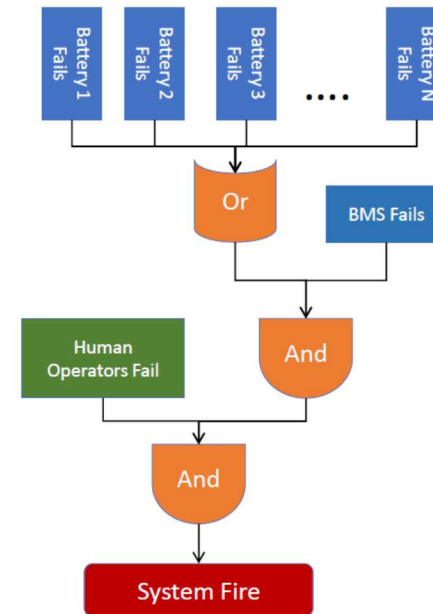 Battery 1
Fails
Battery 2
Fails
Battery 3
Fails
....
Battery N
Fails
Or
BMS Fails
And
Human
Operators Fail
And
System Fire